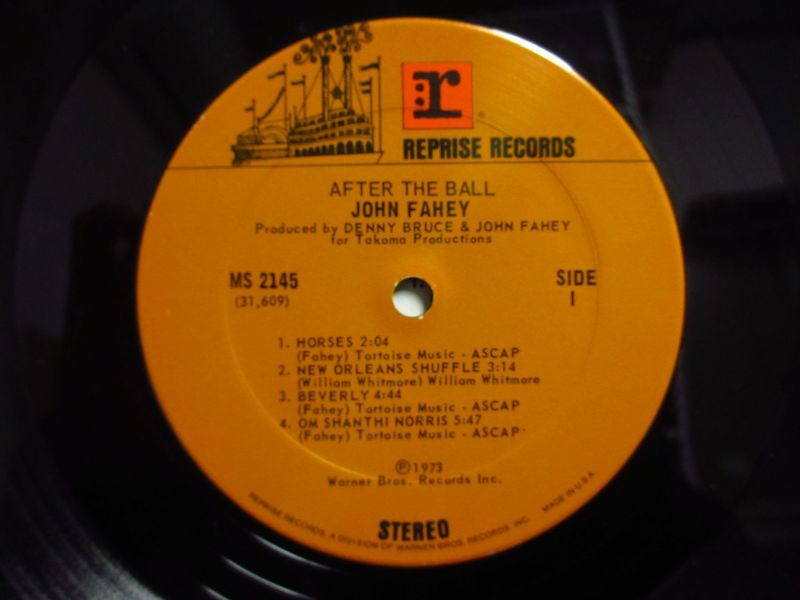 r
REPRISE RECORDS
AFTER THE BALL
JOHN FAHEY
Produced by DENNY BRUCE & JOHN FAHEY
for Takoma Productions
MS 2145
(31,609)
SIDE
1
1. HORSES 2:04
(Fahey) Tortoise Music - ASCAP
2. NEW ORLEANS SHUFFLE 3:14
(William Whitmore) William Whitmore
3. BEVERLY 4:44
(Fahey) Tortoise Music - ASCAP
4. OM SHANTHI NORRIS 5:47
(Fahey) Tortoise Music - ASCAP
Ⓟ1973
Warner Bros. Records Inc.
STEREO
REPRISE RECORDS, A DIVISION OF WARNER BROS. RECORDS, INC. MADE IN U.S.A.